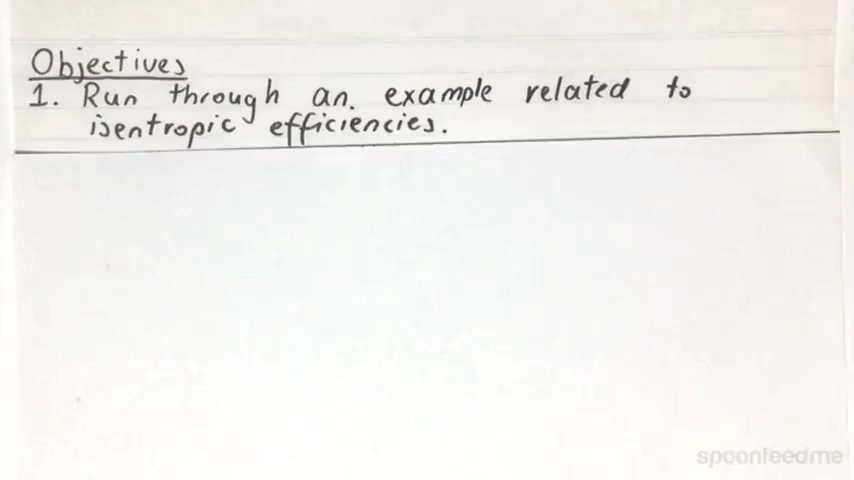 Objectives
1. Run through an example related to
isentropic efficiencies.
spoonfeedme